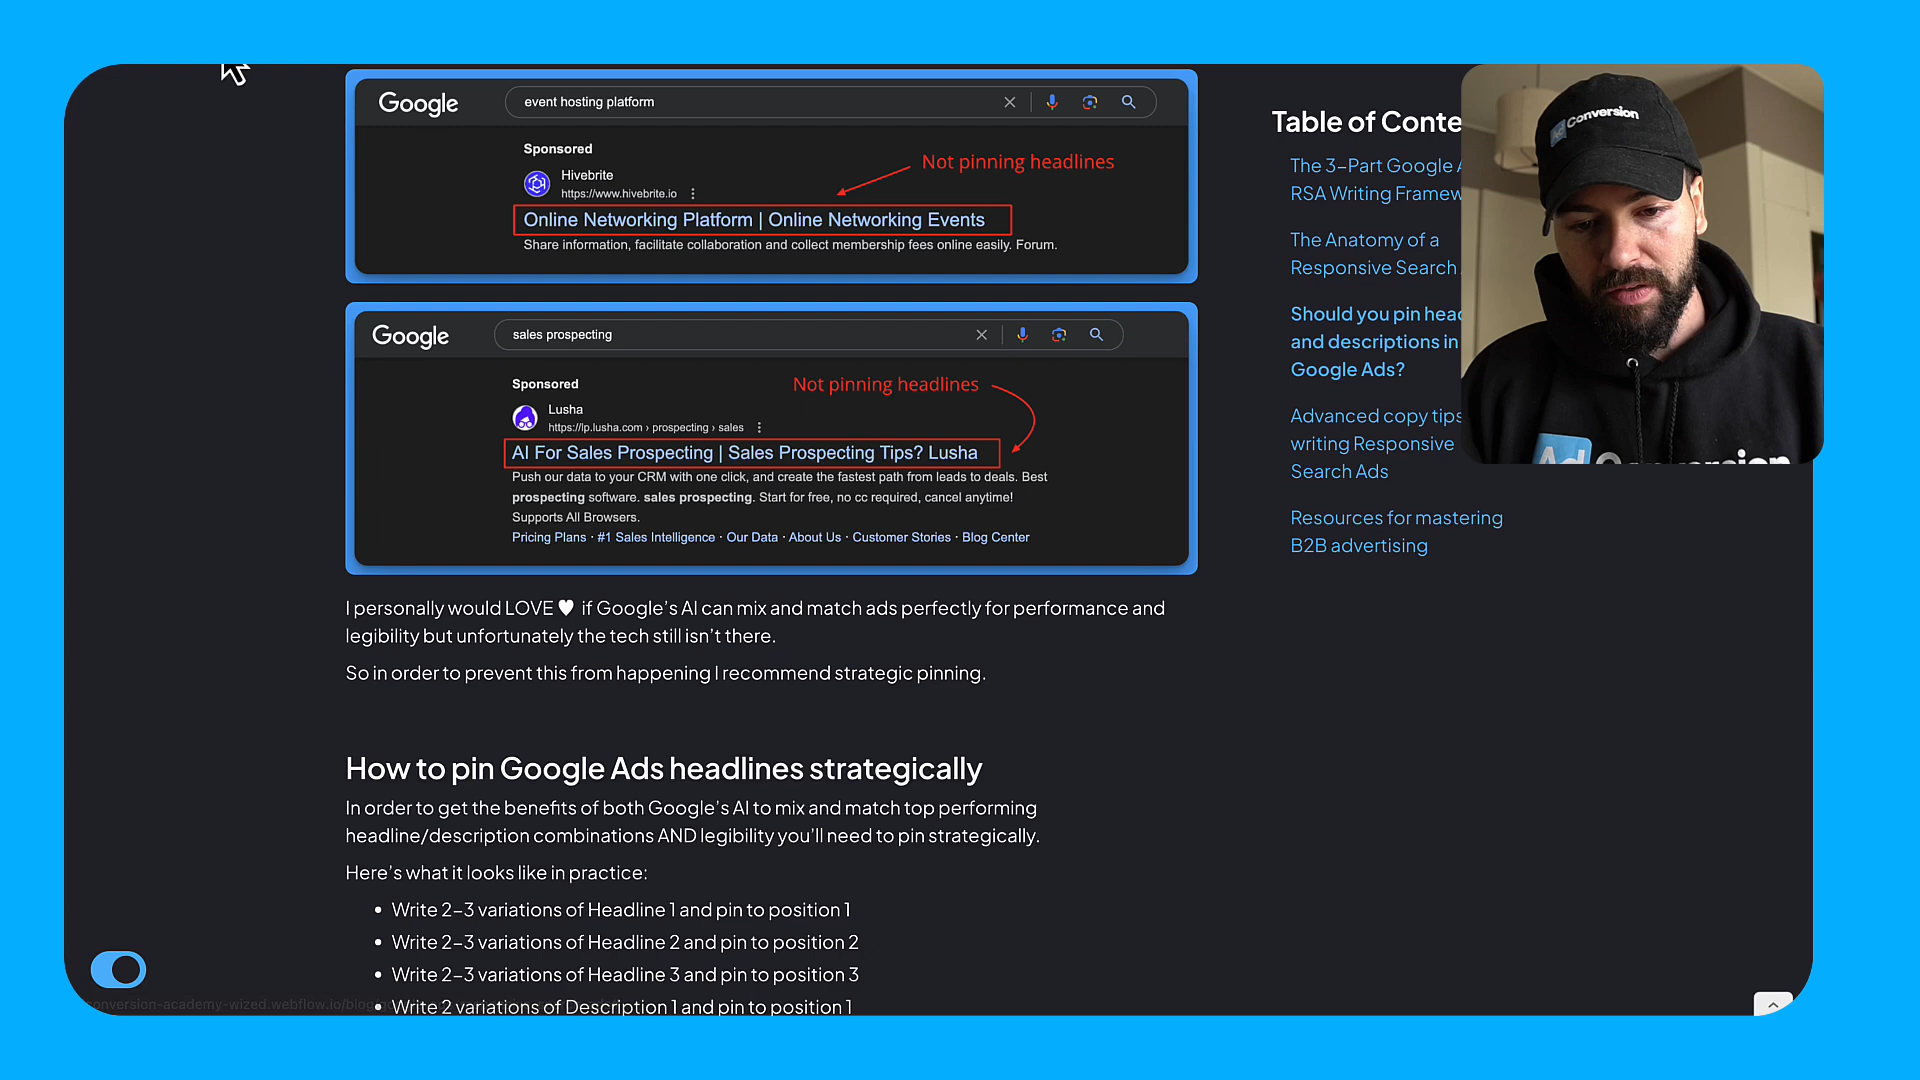 Google
event hosting platform
Sponsored
Not pinning headlines
Hivebrite
https://www.hivebrite.io
Online Networking Platform | Online Networking Events
Share information, facilitate collaboration and collect membership fees online easily. Forum.
Google
sales prospecting
Sponsored
Not pinning headlines
Lusha
https://lp.lusha.com › prospecting › sales
AI For Sales Prospecting | Sales Prospecting Tips? Lusha
Push our data to your CRM with one click, and create the fastest path from leads to deals. Best
prospecting software. sales prospecting. Start for free, no cc required, cancel anytime!
Supports All Browsers.
Pricing Plans · #1 Sales Intelligence · Our Data · About Us · Customer Stories · Blog Center
I personally would LOVE 🖤 if Google’s AI can mix and match ads perfectly for performance and
legibility but unfortunately the tech still isn’t there.
So in order to prevent this from happening I recommend strategic pinning.
How to pin Google Ads headlines strategically
In order to get the benefits of both Google’s AI to mix and match top performing
headline/description combinations AND legibility you’ll need to pin strategically.
Here’s what it looks like in practice:
• Write 2–3 variations of Headline 1 and pin to position 1
• Write 2–3 variations of Headline 2 and pin to position 2
• Write 2–3 variations of Headline 3 and pin to position 3
• Write 2 variations of Description 1 and pin to position 1
Table of Conte
The 3–Part Google
RSA Writing Framew
The Anatomy of a
Responsive Search
Should you pin head
and descriptions in
Google Ads?
Advanced copy tips
writing Responsive
Search Ads
Resources for mastering
B2B advertising
Ad Conversion
Ad Conversion